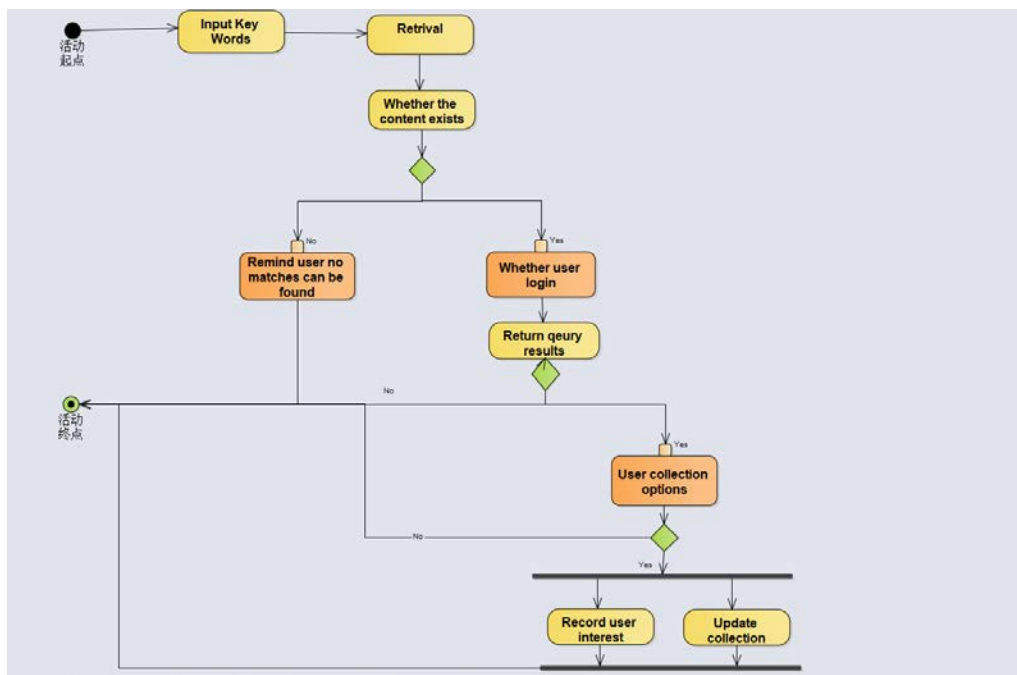 Input Key
Words
Retrival
活动
起点
Whether the
content exists
No
Yes
Remind user no
matches can be
found
Whether user
login
Return qeury
results
No
活动
终点
Yes
User collection
options
No
Yes
Record user
interest
Update
collection